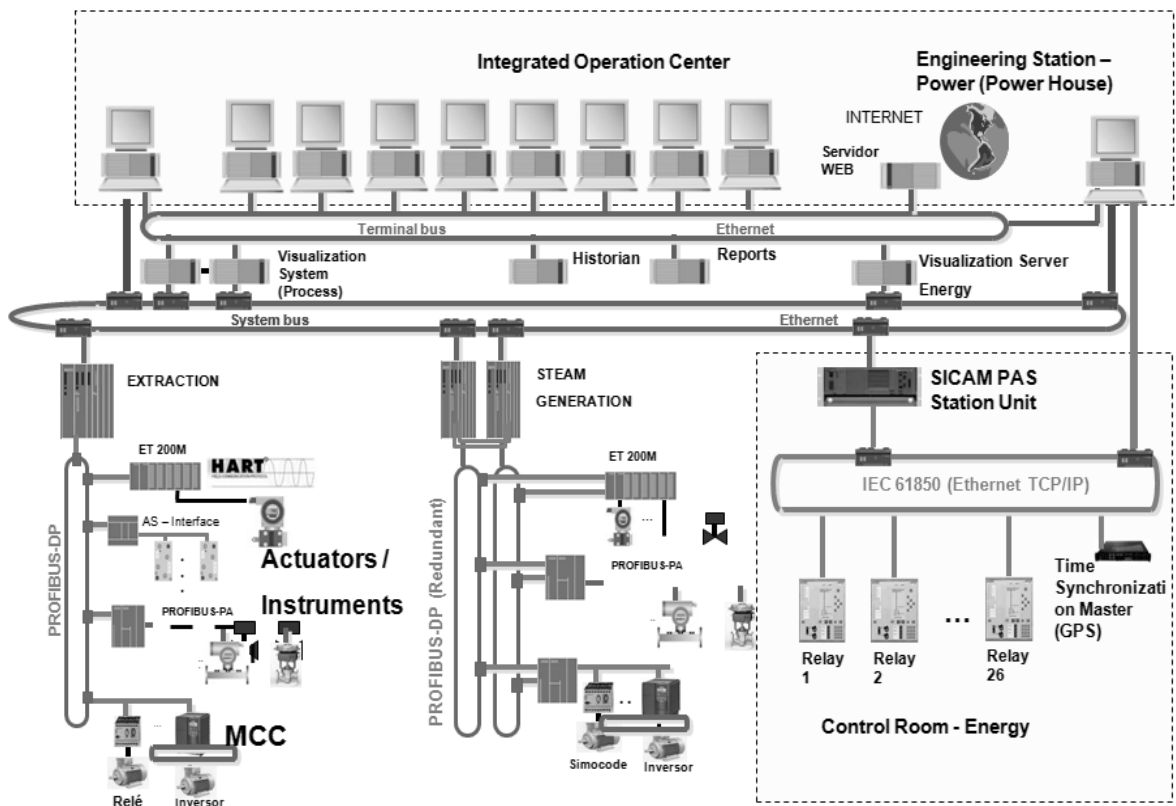 Integrated Operation Center
Engineering Station –
Power (Power House)
INTERNET
Servidor
WEB
Terminal bus
Ethernet
Visualization
System
(Process)
Historian
Reports
Visualization Server
Energy
System bus
Ethernet
EXTRACTION
STEAM
GENERATION
SICAM PAS
Station Unit
ET 200M
HART
ET 200M
IEC 61850 (Ethernet TCP/IP)
AS – Interface
Actuators /
...
PROFIBUS-DP
PROFIBUS-DP (Redundant)
PROFIBUS-PA
Instruments
PROFIBUS-PA
Time
Synchronizati
on Master
(GPS)
...
Relay
1
Relay
2
Relay
26
MCC
Control Room - Energy
Simocode
Inversor
Relé
Inversor